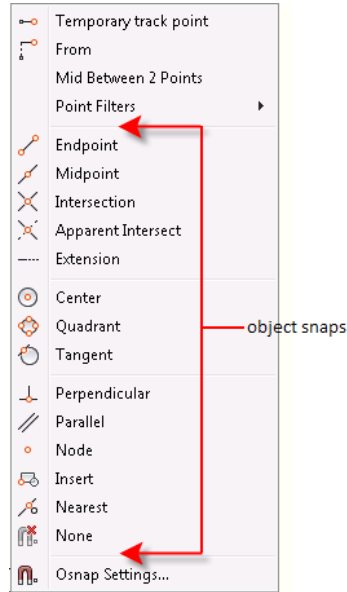 Temporary track point
From
Mid Between 2 Points
Point Filters
Endpoint
Midpoint
Intersection
Apparent Intersect
Extension
Center
Quadrant
Tangent
object snaps
Perpendicular
Parallel
Node
Insert
Nearest
None
Osnap Settings...